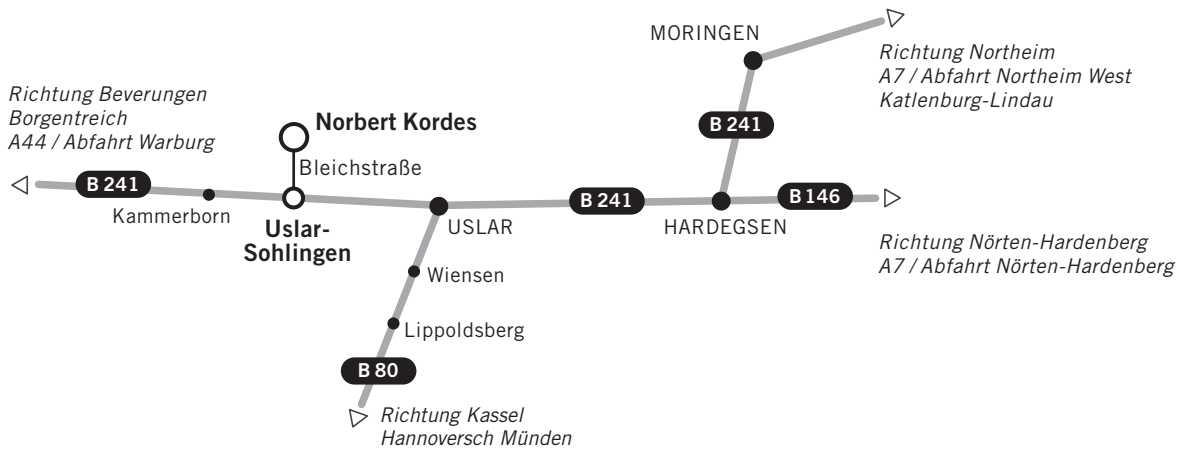 MORINGEN
Richtung Northeim
A7 / Abfahrt Northeim West
Katlenburg-Lindau
Richtung Beverungen
Borgentreich
A44 / Abfahrt Warburg
Norbert Kordes
B 241
Bleichstraße
B 241
Kammerborn
Uslar-
Sohlingen
USLAR
B 241
HARDEGSEN
B 146
Richtung Nörten-Hardenberg
A7 / Abfahrt Nörten-Hardenberg
Wiensen
Lippoldsberg
B 80
Richtung Kassel
Hannoversch Münden